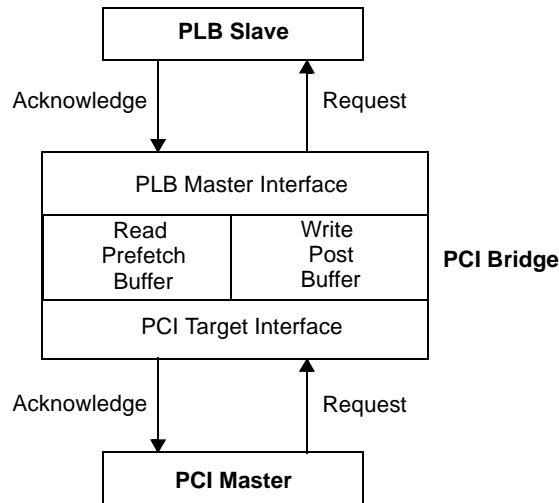 PLB Slave
Acknowledge
Request
PLB Master Interface
Read
Prefetch
Buffer
Write
Post
Buffer
PCI Bridge
PCI Target Interface
Acknowledge
Request
PCI Master